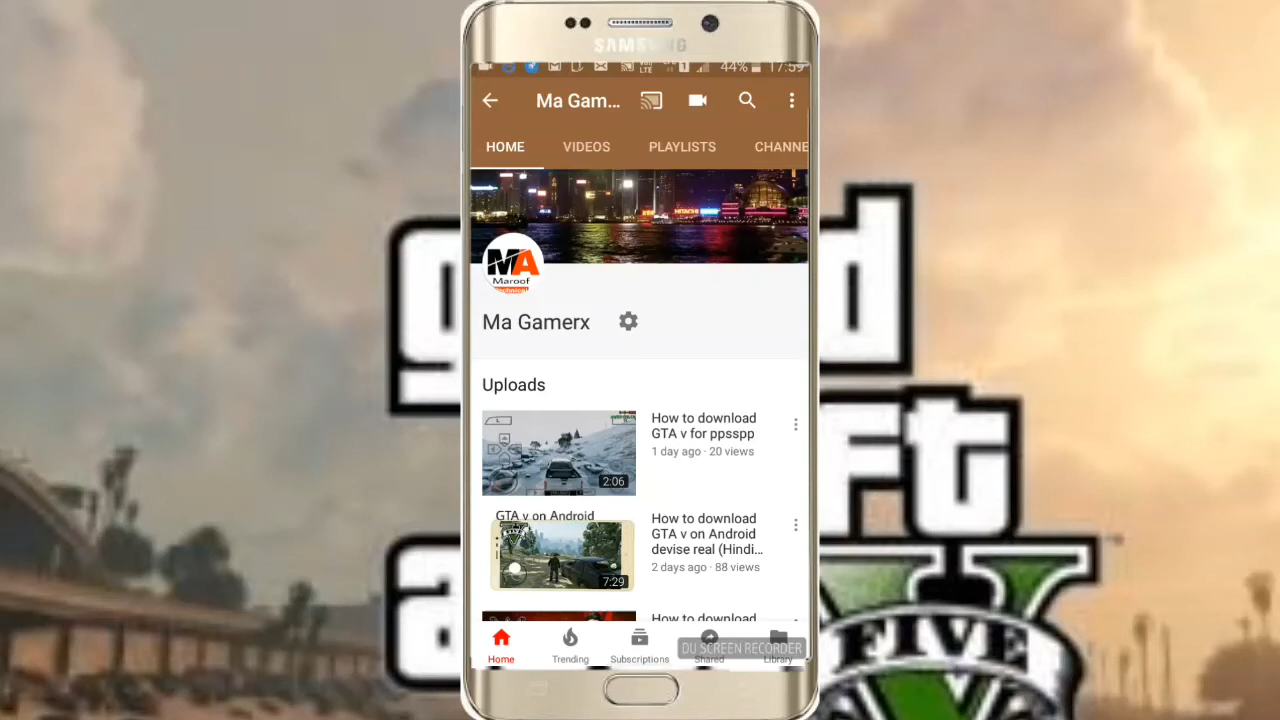 SAMSUNG
44% 17:59
Ma Gam...
HOME VIDEOS PLAYLISTS CHANNE
HITACHI
MA
Maroof
Technical
Ma Gamerx
Uploads
How to download
GTA v for ppsspp
1 day ago · 20 views
2:06
GTA v on Android
How to download
GTA v on Android
devise real (Hindi...
2 days ago · 88 views
7:29
How to download
DU SCREEN RECORDER
Home Trending Subscriptions Shared Library
FIVE
V